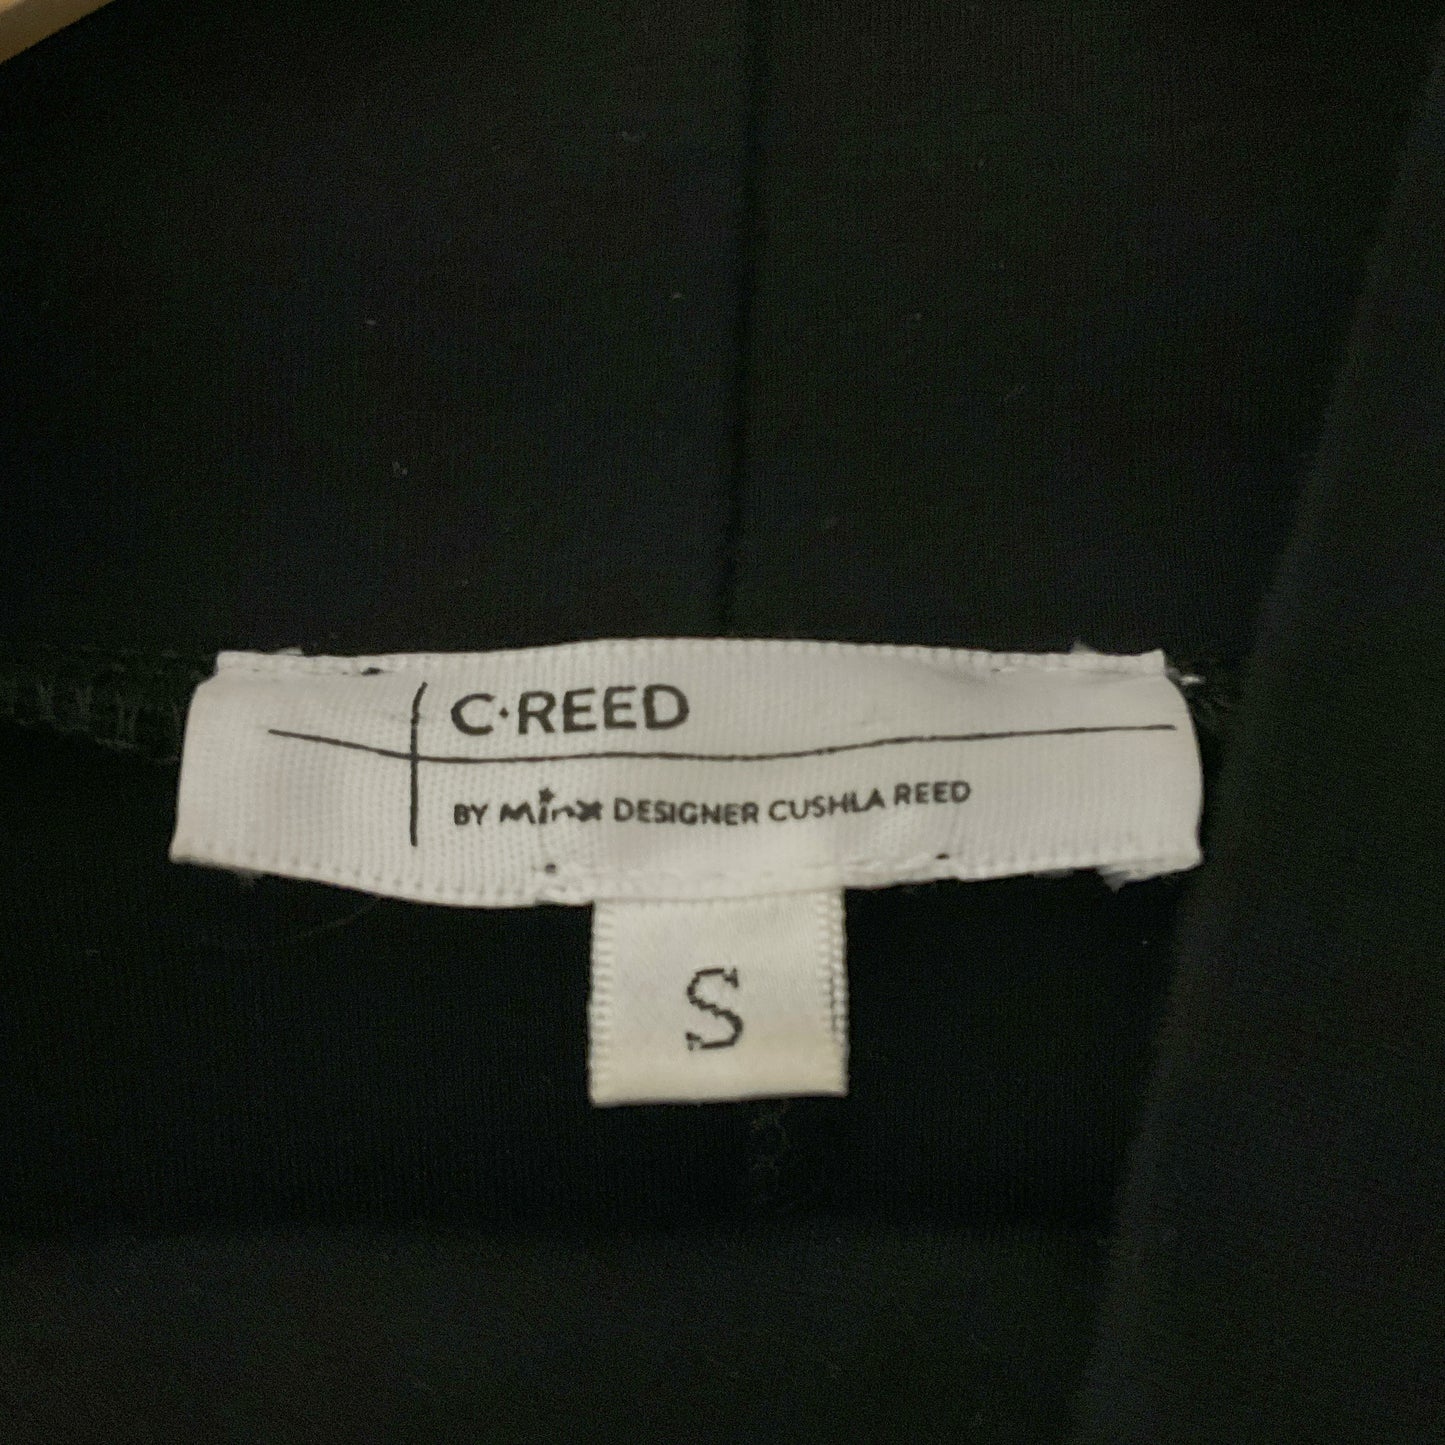 C·REED
BY Minx DESIGNER CUSHLA REED
S